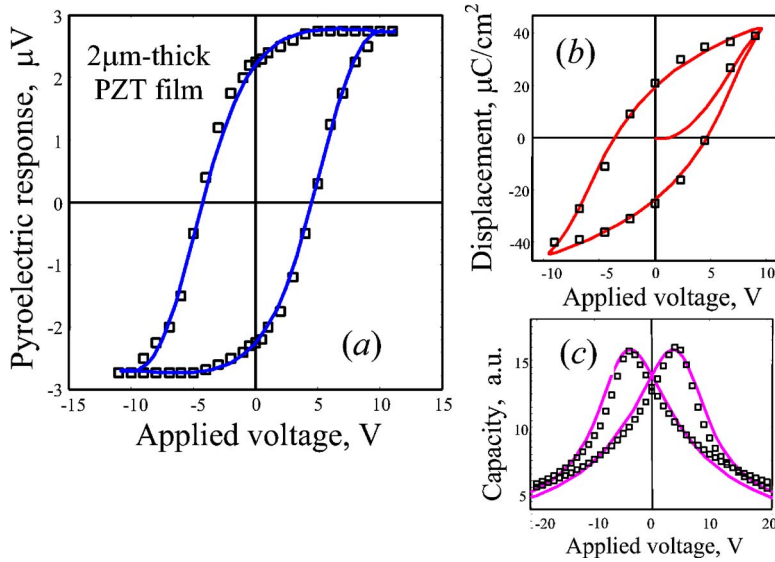 3
2
1
0
-1
-2
-3
-15 -10 -5 0 5 10 15
Pyroelectric response, μV
Applied voltage, V
2μm-thick
PZT film
(a)
40
20
0
-20
-40
-10 -5 0 5 10
Displacement, μC/cm²
Applied voltage, V
(b)
15
10
5
-20 -10 0 10 20
Capacity, a.u.
Applied voltage, V
(c)